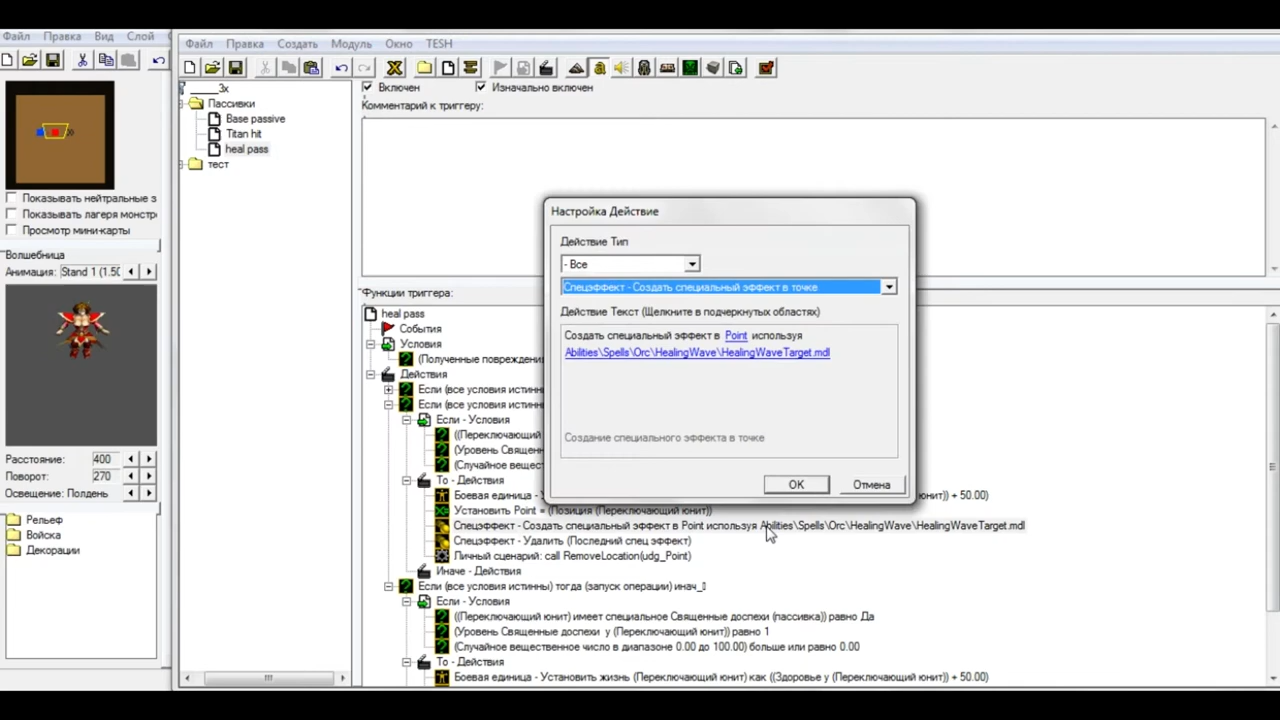 Файл Правка Вид Слой
Файл Правка Создать Модуль Окно TESH
3x
Пассивки
Base passive
Titan hit
heal pass
тест
Включен Изначально включен
Комментарий к триггеру:
Показывать нейтральные з
Показывать лагеря монстро
Просмотр мини-карты
Волшебница
Анимация: Stand 1 (1.50
Расстояние: 400
Поворот: 270
Освещение: Полдень
Рельеф
Войска
Декорации
Настройка Действие
Действие Тип
- Все
Спецэффект - Создать специальный эффект в точке
Действие Текст (Щелкните в подчеркнутых областях)
Создать специальный эффект в Point используя
Abilities\Spells\Orc\HealingWave\HealingWaveTarget.mdl
Создание специального эффекта в точке
OK Отмена
Функции триггера:
heal pass
События
Условия
(Полученные повреждени
Действия
Если (все условия истинны
Если (все условия истинны
Если - Условия
((Переключающий
(Уровень Священн
(Случайное вещест
То - Действия
Боевая единица - У юнит)) + 50.00)
Установить Point = (Позиция (Переключающий юнит))
Спецэффект - Создать специальный эффект в Point используя Abilities\Spells\Orc\HealingWave\HealingWaveTarget.mdl
Спецэффект - Удалить (Последний спец эффект)
Личный сценарий: call RemoveLocation(udg_Point)
Иначе - Действия
Если (все условия истинны) тогда (запуск операции) инач_
Если - Условия
((Переключающий юнит) имеет специальное Священные доспехи (пассивка)) равно Да
(Уровень Священные доспехи у (Переключающий юнит)) равно 1
(Случайное вещественное число в диапазоне 0.00 до 100.00) больше или равно 0.00
То - Действия
Боевая единица - Установить жизнь (Переключающий юнит) как ((Здоровье у (Переключающий юнит)) + 50.00)